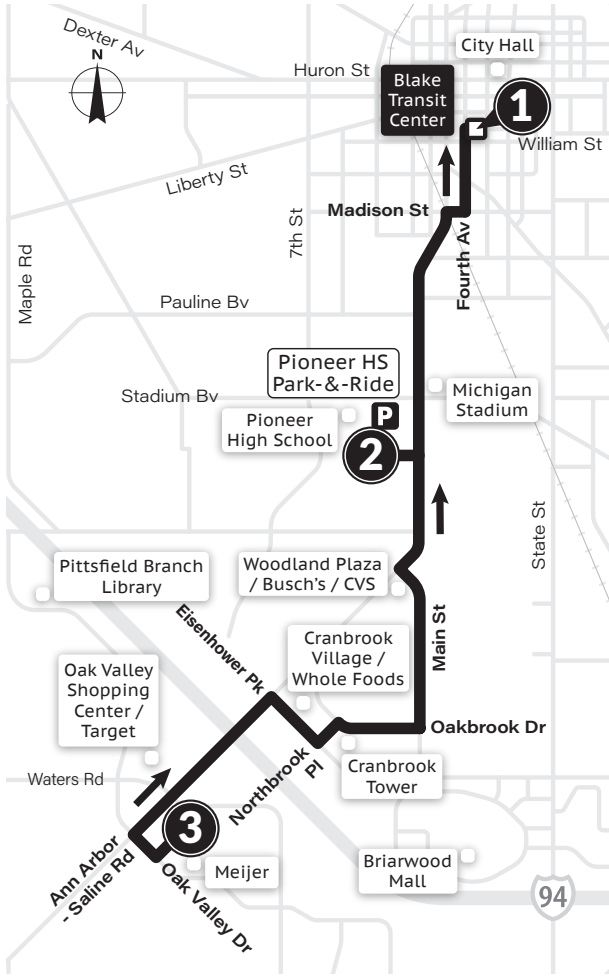 Dexter Av
N
City Hall
Huron St
Blake
Transit
Center
1
William St
Liberty St
Madison St
7th St
Fourth Av
Maple Rd
Pauline Bv
Pioneer HS
Park-&-Ride
Stadium Bv
P
Pioneer
High School
Michigan
Stadium
2
State St
Pittsfield Branch
Library
Woodland Plaza
/ Busch's / CVS
Eisenhower Pk
Cranbrook
Village /
Whole Foods
Main St
Oak Valley
Shopping
Center /
Target
Oakbrook Dr
Northbrook
Pl
Cranbrook
Tower
Waters Rd
3
Ann Arbor
- Saline Rd
Oak Valley Dr
Meijer
Briarwood
Mall
94